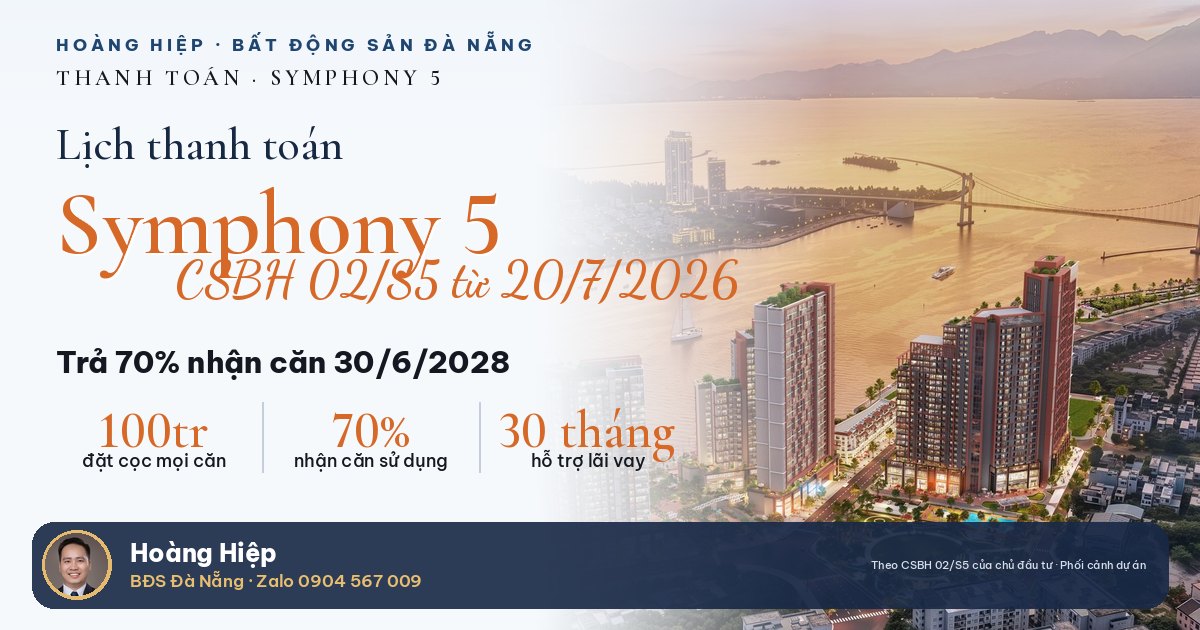 HOÀNG HIỆP · BẤT ĐỘNG SẢN ĐÀ NẴNG
THANH TOÁN · SYMPHONY 5
Lịch thanh toán
Symphony 5
CSBH 02/S5 từ 20/7/2026
Trả 70% nhận căn 30/6/2028
100tr
đặt cọc mọi căn
70%
nhận căn sử dụng
30 tháng
hỗ trợ lãi vay
Hoàng Hiệp
BĐS Đà Nẵng · Zalo 0904 567 009
Theo CSBH 02/S5 của chủ đầu tư · Phối cảnh dự án